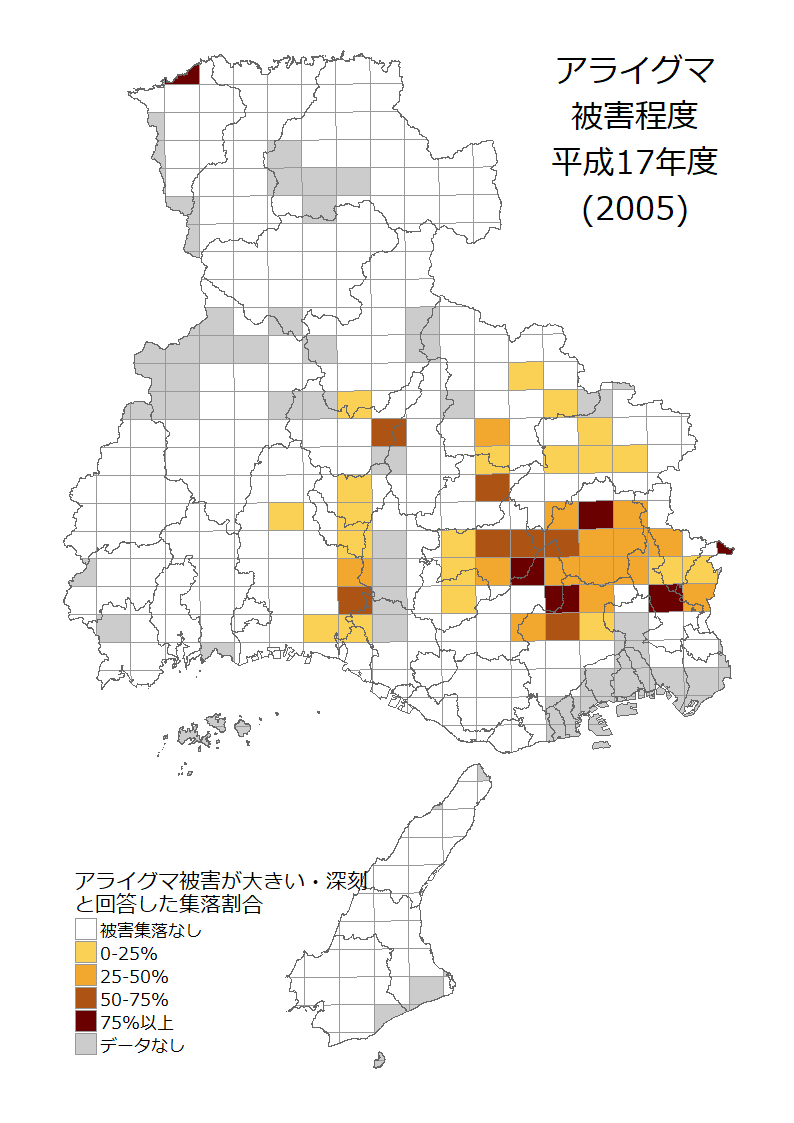 アライグマ
被害程度
平成17年度
(2005)
アライグマ被害が大きい・深刻
と回答した集落割合
被害集落なし
0-25%
25-50%
50-75%
75%以上
データなし